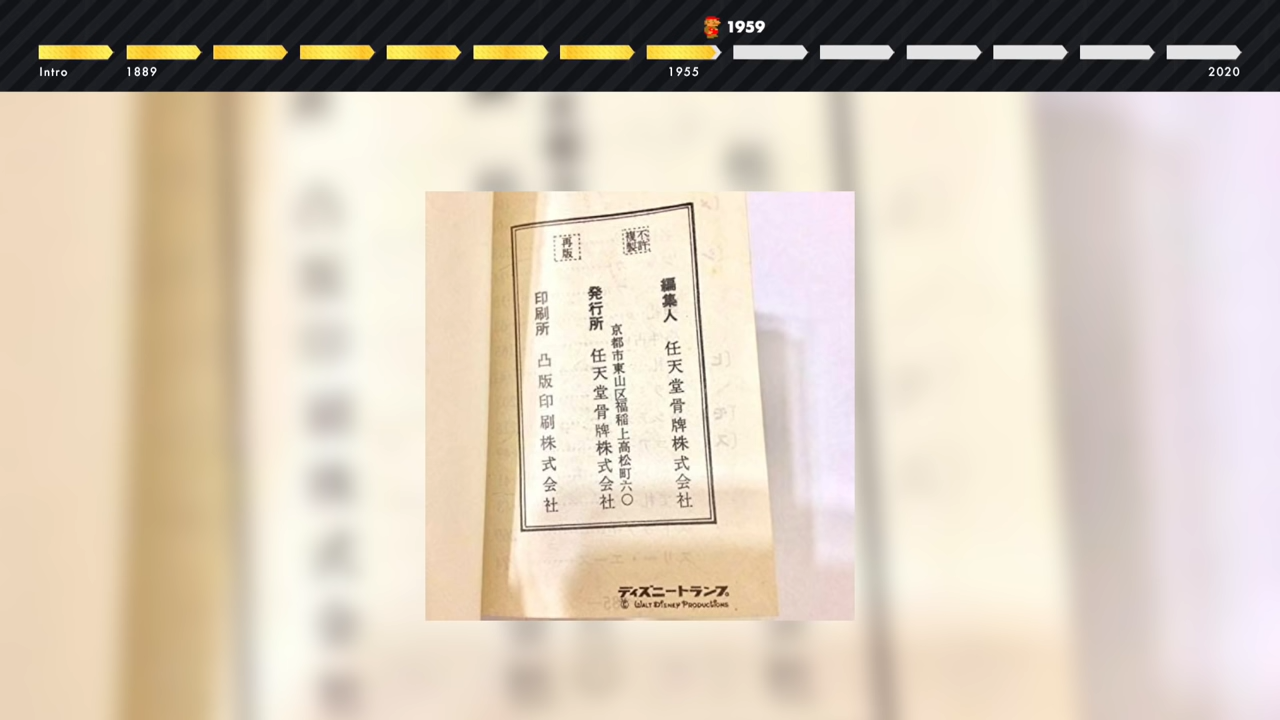 1959
Intro
1889
1955
2020
不許
複製
再版
編集人 任天堂骨牌株式会社
京都市東山区福稲上高松町六〇
発行所 任天堂骨牌株式会社
印刷所 凸版印刷株式会社
ディズニートランプ
© WALT DISNEY PRODUCTIONS